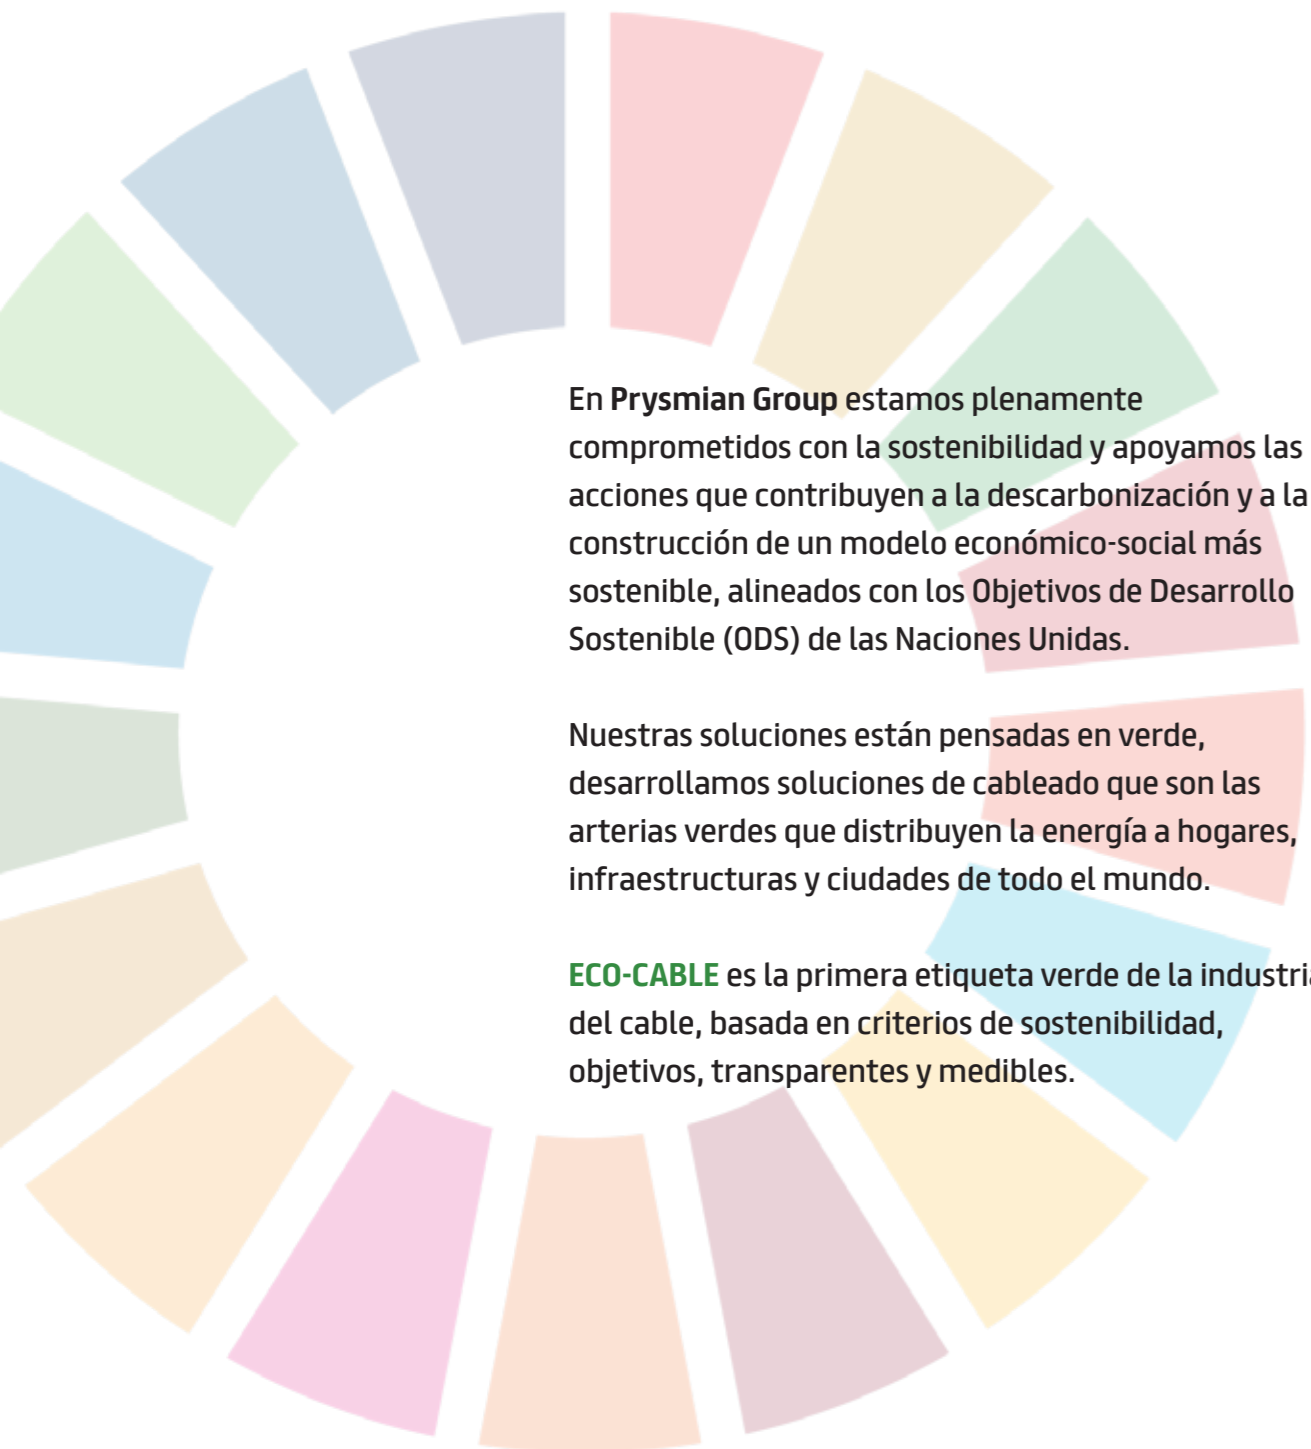 En Prysmian Group estamos plenamente
comprometidos con la sostenibilidad y apoyamos las
acciones que contribuyen a la descarbonización y a la
construcción de un modelo económico-social más
sostenible, alineados con los Objetivos de Desarrollo
Sostenible (ODS) de las Naciones Unidas.
Nuestras soluciones están pensadas en verde,
desarrollamos soluciones de cableado que son las
arterias verdes que distribuyen la energía a hogares,
infraestructuras y ciudades de todo el mundo.
ECO-CABLE es la primera etiqueta verde de la industria
del cable, basada en criterios de sostenibilidad,
objetivos, transparentes y medibles.